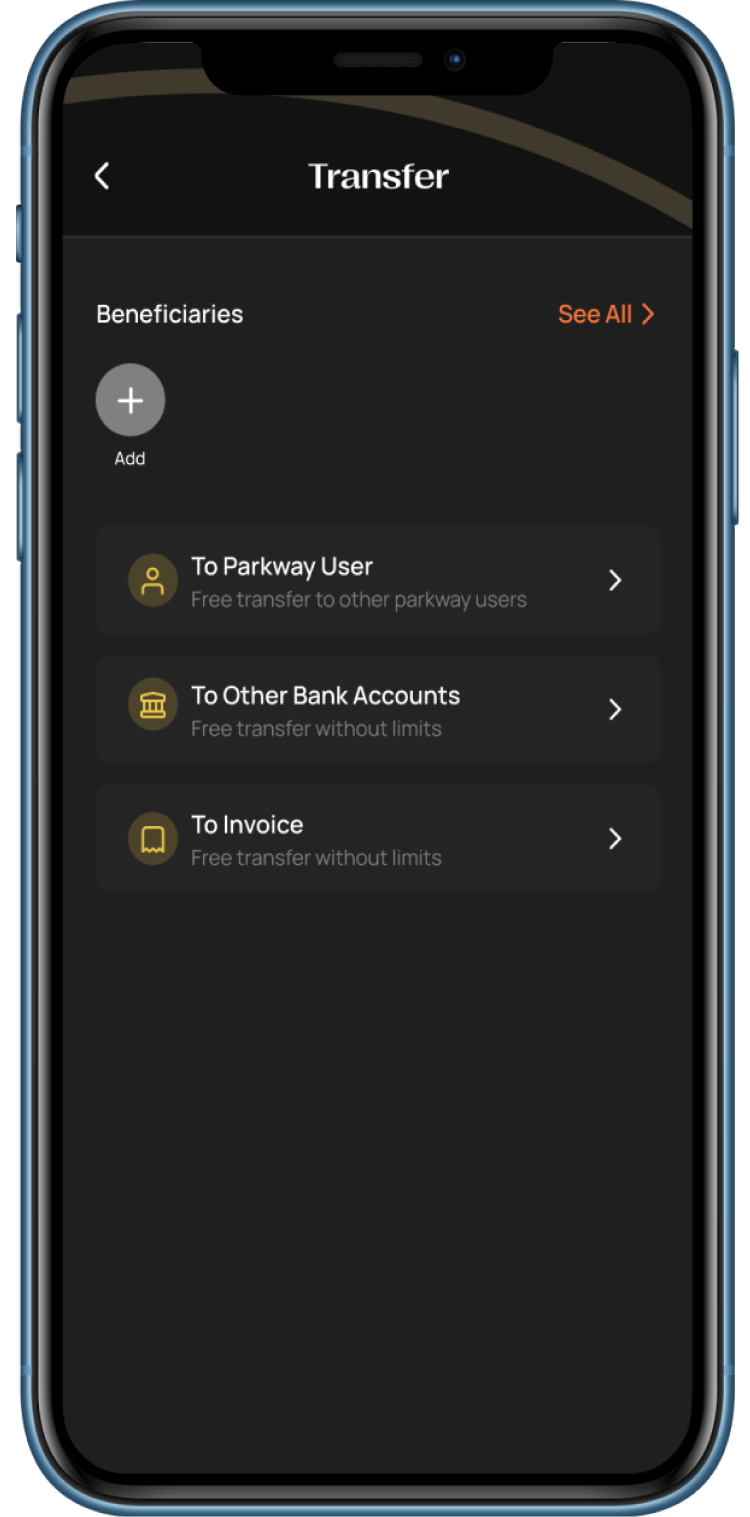 Transfer
Beneficiaries
See All
Add
To Parkway User
Free transfer to other parkway users
To Other Bank Accounts
Free transfer without limits
To Invoice
Free transfer without limits